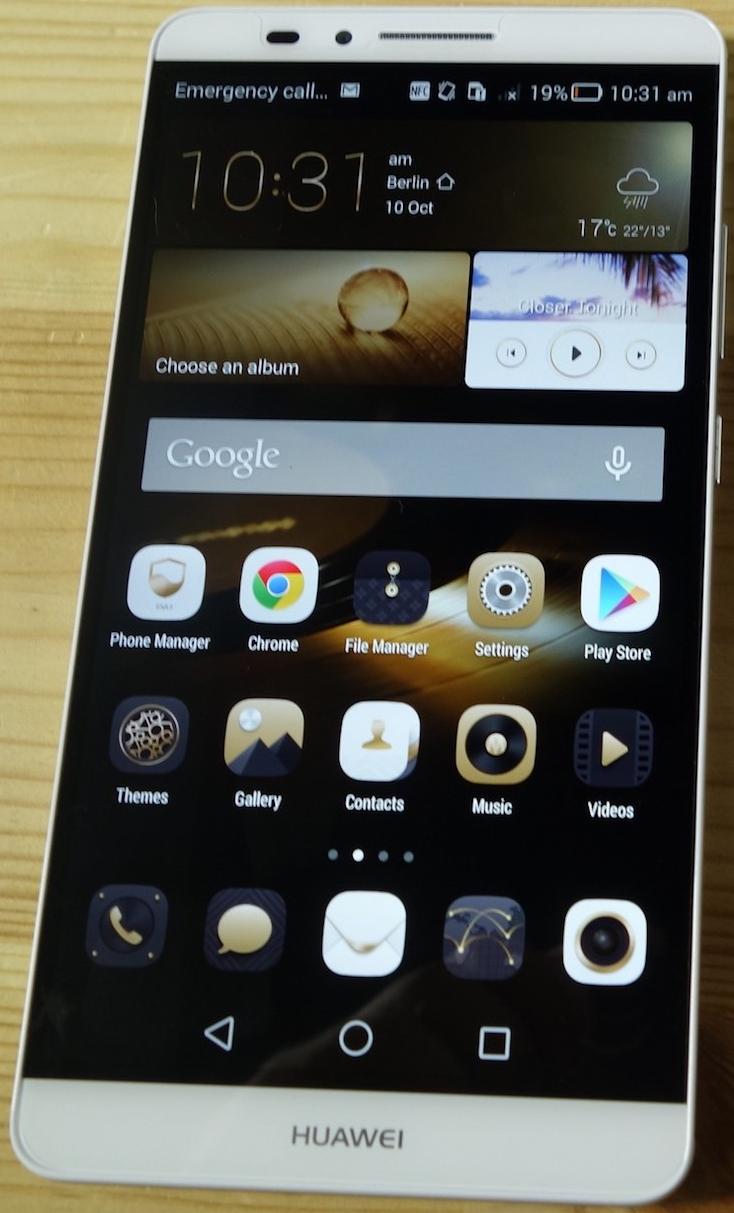 Emergency call... NFC 19% 10:31 am
10:31
am
Berlin
10 Oct
17°c 22°/13°
Choose an album
Closer Tonight
Google
Phone Manager
Chrome
File Manager
Settings
Play Store
Themes
Gallery
Contacts
M
Music
Videos
HUAWEI